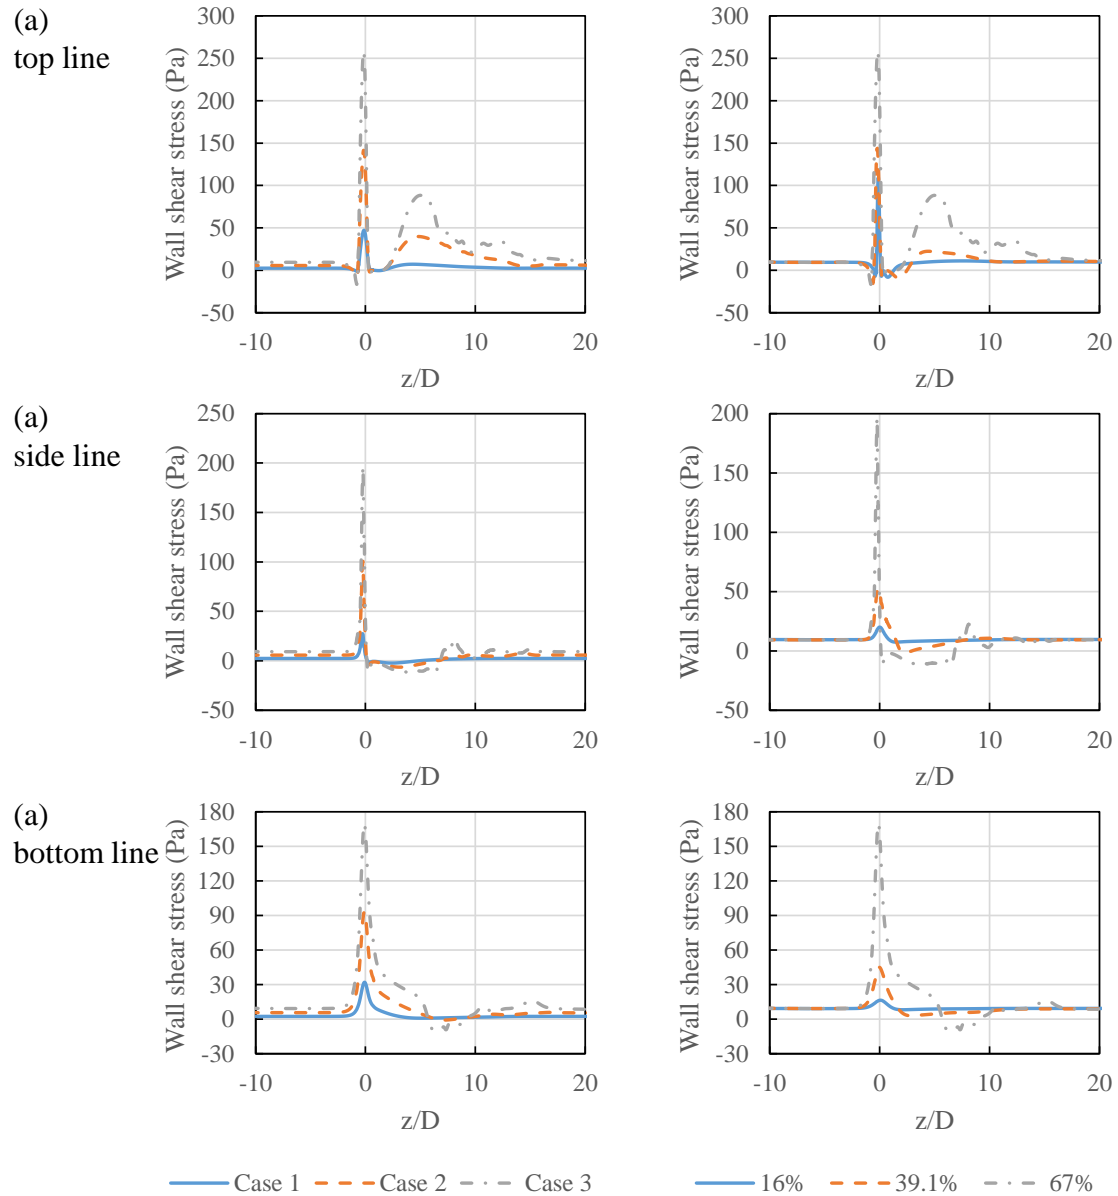 (a)
top line
Wall shear stress (Pa)
300
250
200
150
100
50
0
-50
-10 0 10 20
z/D
Wall shear stress (Pa)
300
250
200
150
100
50
0
-50
-10 0 10 20
z/D
(a)
side line
Wall shear stress (Pa)
250
200
150
100
50
0
-50
-10 0 10 20
z/D
Wall shear stress (Pa)
200
150
100
50
0
-50
-10 0 10 20
z/D
(a)
bottom line
Wall shear stress (Pa)
180
150
120
90
60
30
0
-30
-10 0 10 20
z/D
Wall shear stress (Pa)
180
150
120
90
60
30
0
-30
-10 0 10 20
z/D
Case 1 Case 2 Case 3
16% 39.1% 67%